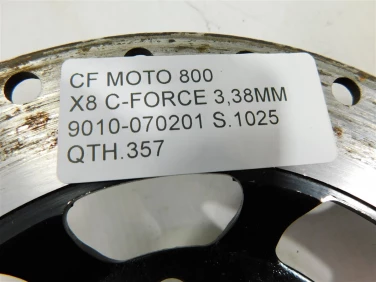 CF MOTO 800
X8 C-FORCE 3,38MM
9010-070201 S.1025
QTH.357